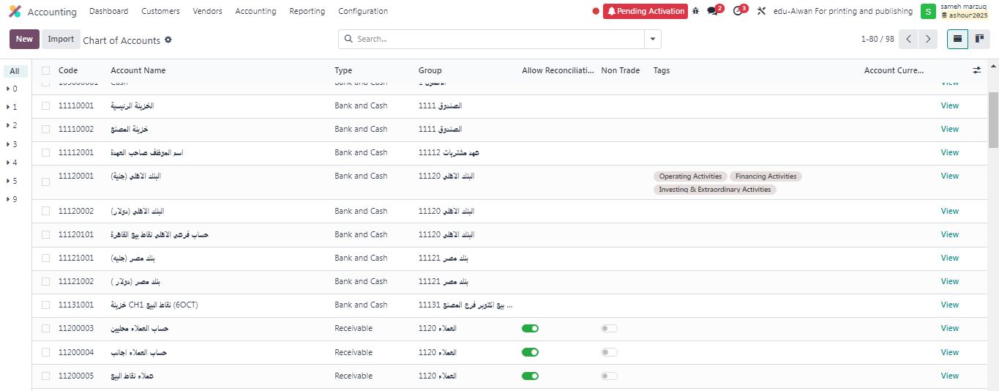 Accounting Dashboard Customers Vendors Accounting Reporting Configuration Pending Activation 2 3 edu-Alwan For printing and publishing S sameh marzuq
ashour2025
New Import Chart of Accounts Search... 1-80 / 98
All Code Account Name Type Group Allow Reconciliati... Non Trade Tags Account Curre...
0 103000001 Cash Bank and Cash View
1 11110001 الخزينة الرئيسية Bank and Cash 1111 الصندوق View
2 11110002 خزينة المصنع Bank and Cash 1111 الصندوق View
3 11112001 اسم الموظف صاحب العهدة Bank and Cash 11112 عهد مشتريات View
4
5 11120001 البنك الاهلي (جنية) Bank and Cash 11120 البنك الاهلي Operating Activities Financing Activities View
Investing & Extraordinary Activities
9
11120002 البنك الاهلي (دولار) Bank and Cash 11120 البنك الاهلي View
11120101 حساب فرعي الاهلي نقاط بيع القاهرة Bank and Cash 11120 البنك الاهلي View
11121001 بنك مصر (جنيه) Bank and Cash 11121 بنك مصر View
11121002 بنك مصر (دولار ) Bank and Cash 11121 بنك مصر View
11131001 خزينة CH1 نقاط البيع (6OCT) Bank and Cash 11131 بيع اكتوبر فرع المصنع ... View
11200003 حساب العملاء محليين Receivable 1120 العملاء View
11200004 حساب العملاء اجانب Receivable 1120 العملاء View
11200005 عملاء نقاط البيع Receivable 1120 العملاء View